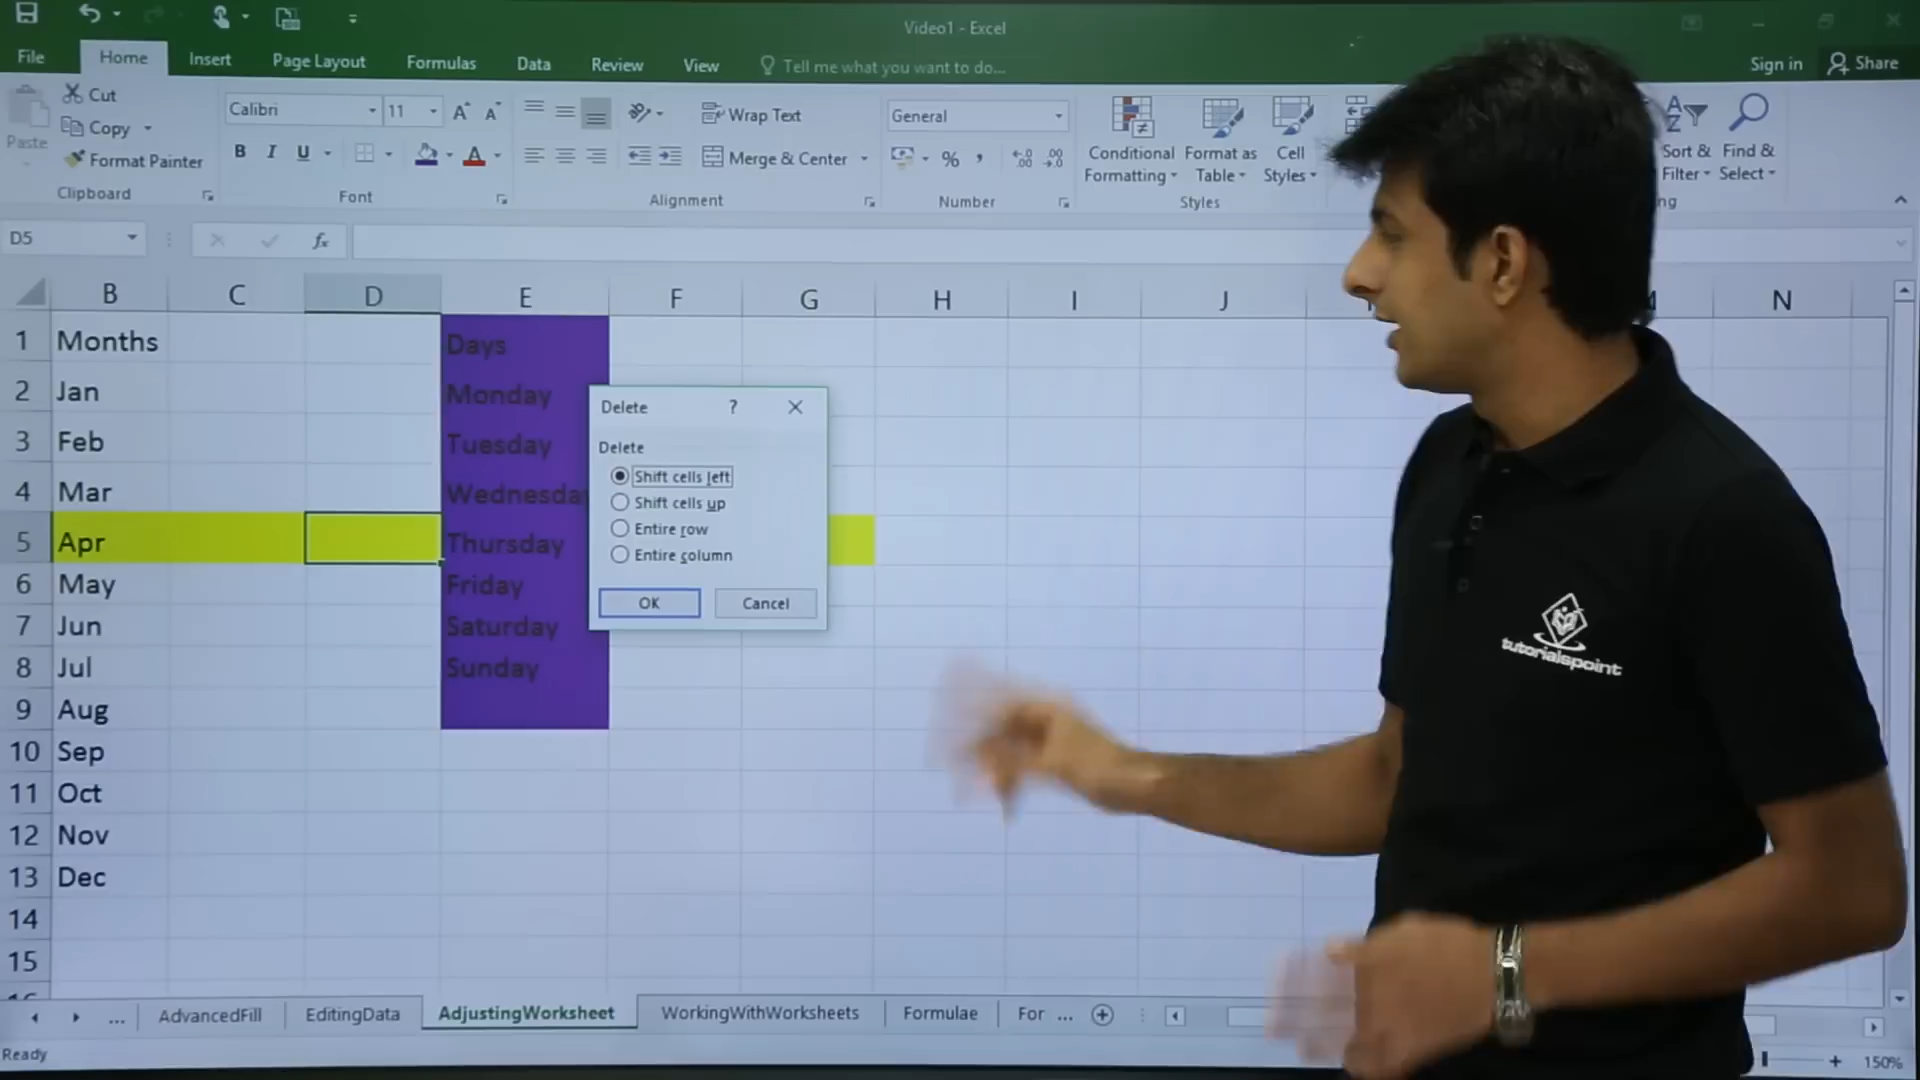 Video1 - Excel
File Home Insert Page Layout Formulas Data Review View Tell me what you want to do... Sign in Share
Paste
Cut
Copy
Format Painter
Clipboard
Calibri 11
B I U
Font
Wrap Text
Merge & Center
Alignment
General
%
Number
Conditional Formatting
Format as Table
Cell Styles
Styles
Sort & Filter
Find & Select
ng
D5
fx
B C D E F G H I J N
1 Months Days
2 Jan Monday
3 Feb Tuesday
4 Mar Wednesda
5 Apr Thursday
6 May Friday
7 Jun Saturday
8 Jul Sunday
9 Aug
10 Sep
11 Oct
12 Nov
13 Dec
14
15
Delete ?
Delete
Shift cells left
Shift cells up
Entire row
Entire column
OK Cancel
tutorialspoint
... AdvancedFill EditingData AdjustingWorksheet WorkingWithWorksheets Formulae For ...
Ready
150%